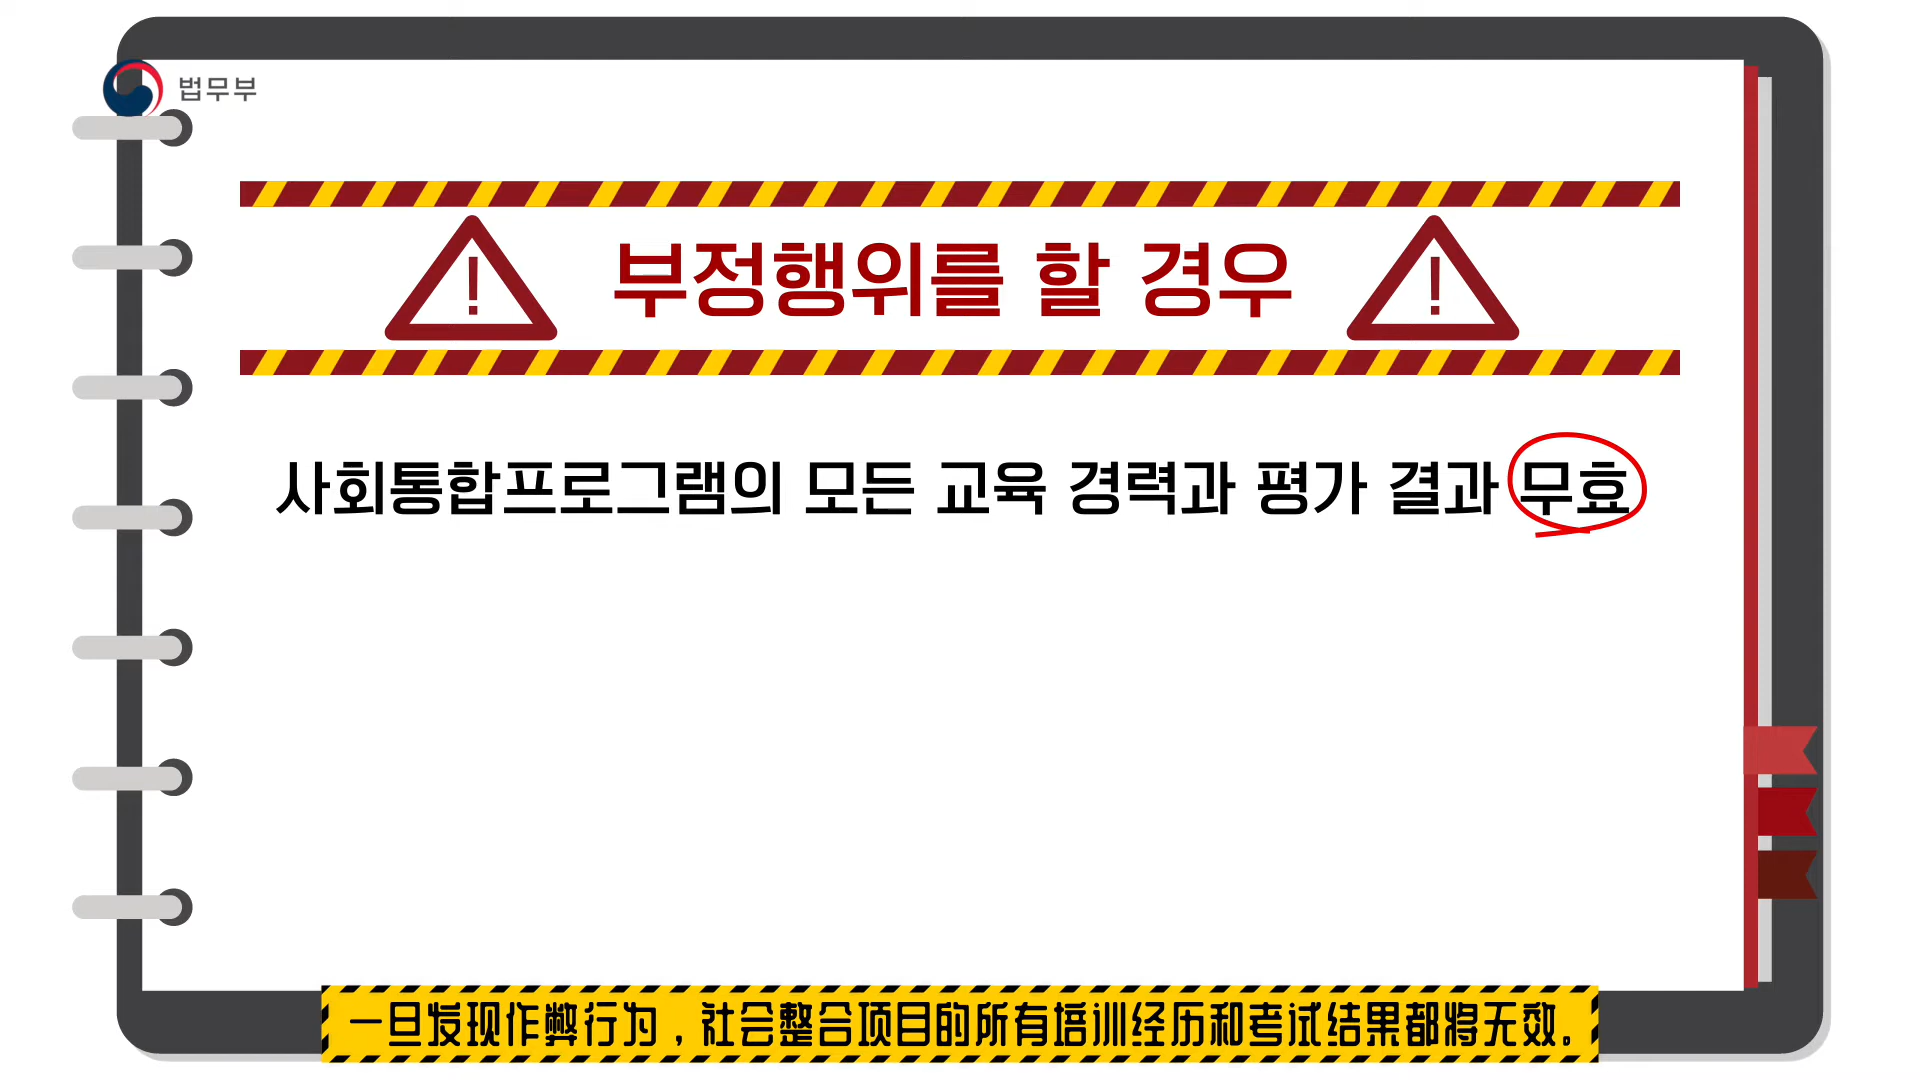 법무부
부정행위를 할 경우
사회통합프로그램의 모든 교육 경력과 평가 결과 무효
一旦发现作弊行为，社会整合项目的所有培训经历和考试结果都将无效。